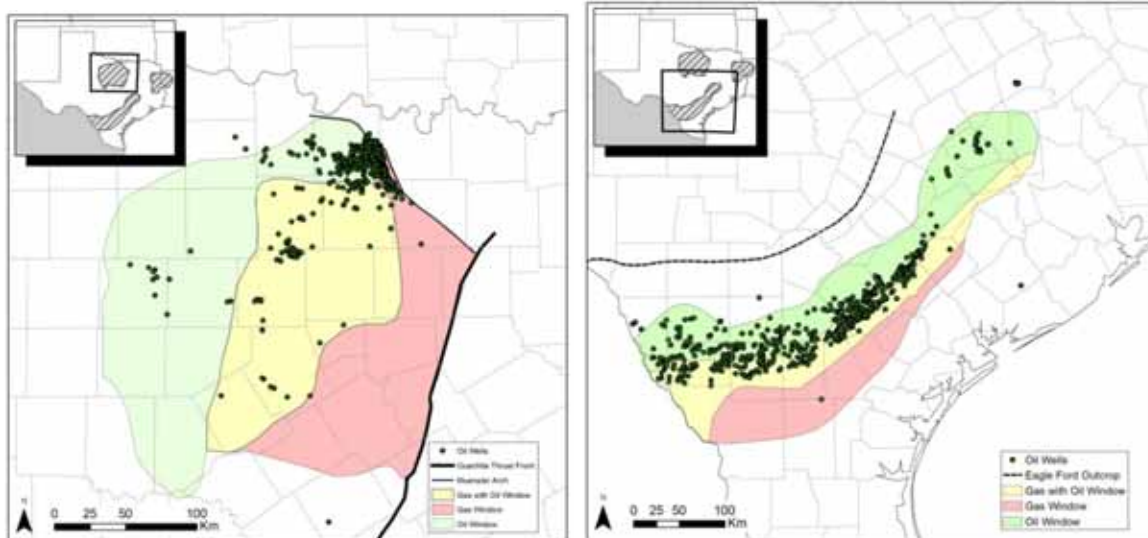 Oil Wells
Ouachita Thrust Front
Muenster Arch
Gas with Oil Window
Gas Window
Oil Window
N
0 25 50 100
Km
Oil Wells
Eagle Ford Outcrop
Gas with Oil Window
Gas Window
Oil Window
N
0 25 50 100
Km